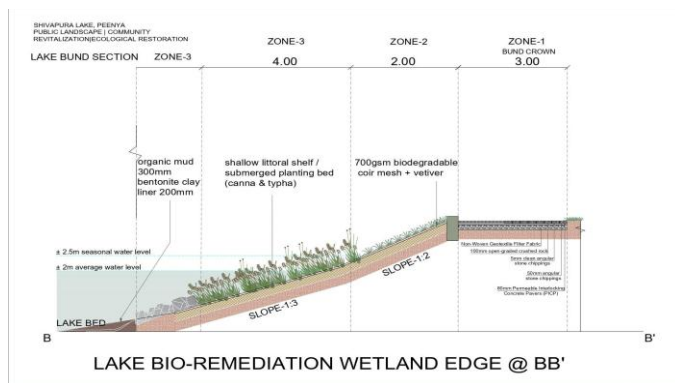 SHIVAPURA LAKE, PEENYA
PUBLIC LANDSCAPE | COMMUNITY
REVITALIZATION|ECOLOGICAL RESTORATION
LAKE BUND SECTION
ZONE-3
ZONE-3
4.00
ZONE-2
2.00
ZONE-1
BUND CROWN
3.00
organic mud
300mm
bentonite clay
liner 200mm
shallow littoral shelf /
submerged planting bed
(canna & typha)
700gsm biodegradable
coir mesh + vetiver
± 2.5m seasonal water level
± 2m average water level
Non-Woven Geotextile Filter Fabric
100mm open-graded crushed rock
5mm clean angular
stone chippings
50mm angular
stone chippings
80mm Permeable Interlocking
Concrete Pavers (PICP)
SLOPE-1:2
SLOPE-1:3
LAKE BED
B
B'
LAKE BIO-REMEDIATION WETLAND EDGE @ BB'